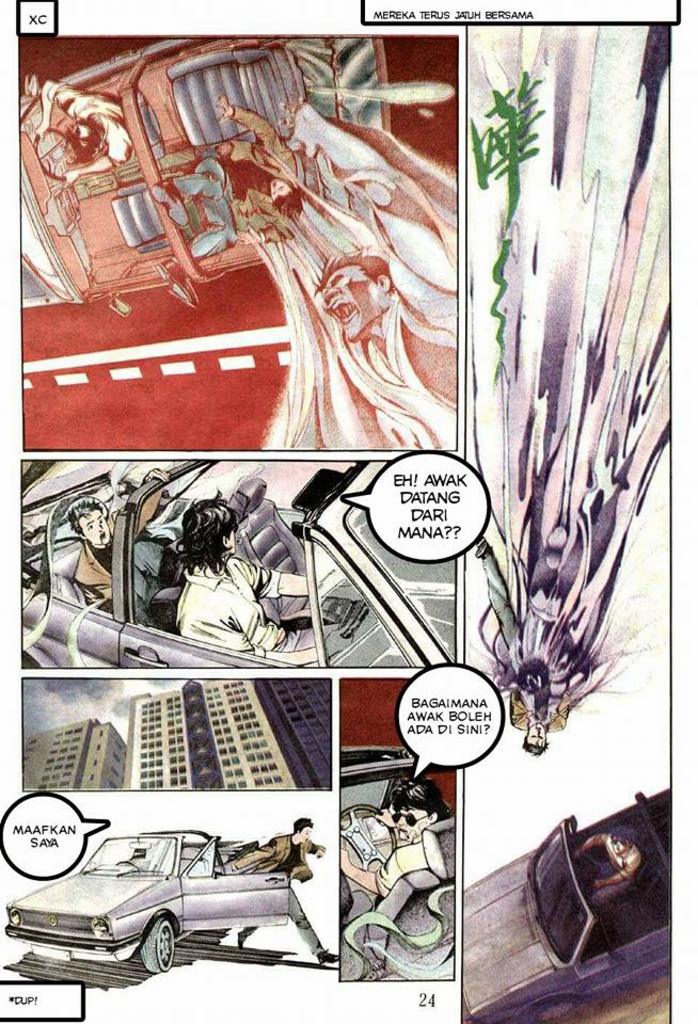 XC
MEREKA TERUS JATUH BERSAMA
嘩
EH! AWAK
DATANG
DARI
MANA??
BAGAIMANA
AWAK BOLEH
ADA DI SINI?
MAAFKAN
SAYA
*DUP!
24